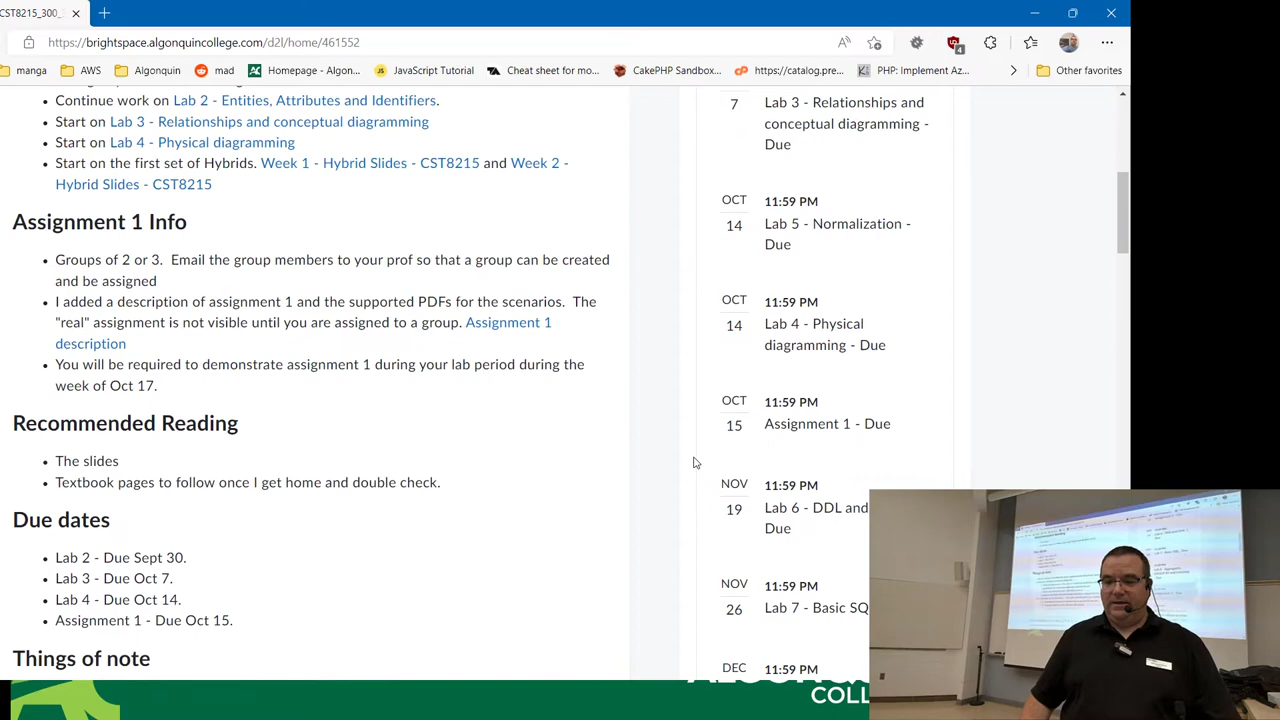 CST8215_300_
https://brightspace.algonquincollege.com/d2l/home/461552
4
manga
AWS
Algonquin
mad
Homepage - Algon...
JavaScript Tutorial
Cheat sheet for mo...
CakePHP Sandbox...
https://catalog.pre...
PHP: Implement Az...
Other favorites
Continue work on Lab 2 - Entities, Attributes and Identifiers.
Start on Lab 3 - Relationships and conceptual diagramming
Start on Lab 4 - Physical diagramming
Start on the first set of Hybrids. Week 1 - Hybrid Slides - CST8215 and Week 2 -
Hybrid Slides - CST8215
Assignment 1 Info
Groups of 2 or 3. Email the group members to your prof so that a group can be created
and be assigned
I added a description of assignment 1 and the supported PDFs for the scenarios. The
"real" assignment is not visible until you are assigned to a group. Assignment 1
description
You will be required to demonstrate assignment 1 during your lab period during the
week of Oct 17.
Recommended Reading
The slides
Textbook pages to follow once I get home and double check.
Due dates
Lab 2 - Due Sept 30.
Lab 3 - Due Oct 7.
Lab 4 - Due Oct 14.
Assignment 1 - Due Oct 15.
Things of note
7
Lab 3 - Relationships and
conceptual diagramming -
Due
OCT
14
11:59 PM
Lab 5 - Normalization -
Due
OCT
14
11:59 PM
Lab 4 - Physical
diagramming - Due
OCT
15
11:59 PM
Assignment 1 - Due
NOV
19
11:59 PM
Lab 6 - DDL and
Due
NOV
26
11:59 PM
Lab 7 - Basic SQ
DEC
11:59 PM
COLL